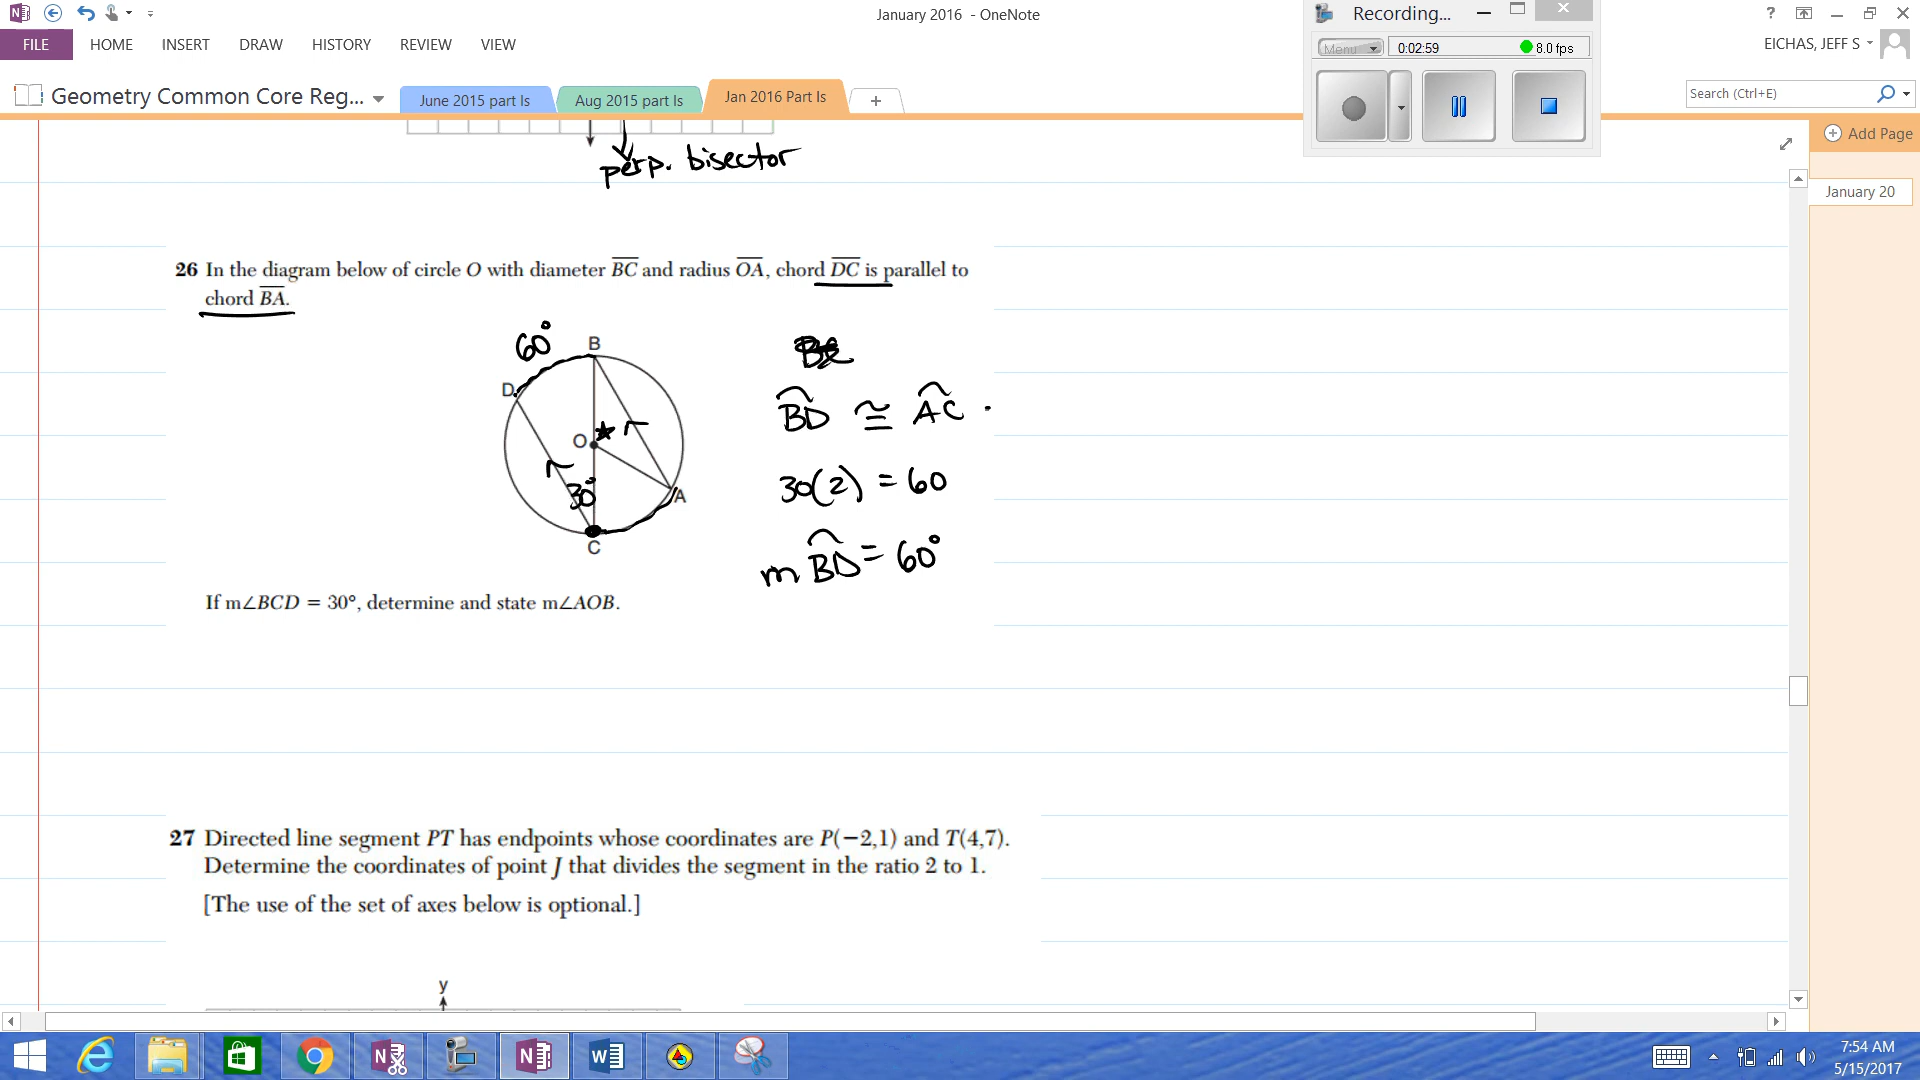 January 2016 - OneNote
Recording...
Menu
0:02:59
8.0 fps
FILE HOME INSERT DRAW HISTORY REVIEW VIEW
EICHAS, JEFF S
Geometry Common Core Reg...
June 2015 part Is
Aug 2015 part Is
Jan 2016 Part Is
Search (Ctrl+E)
Add Page
January 20
perp. bisector
26 In the diagram below of circle O with diameter BC and radius OA, chord DC is parallel to
chord BA.
60°
B
D
O
30°
A
C
BD ≅ AC
30(2) = 60
m BD = 60°
If m∠BCD = 30°, determine and state m∠AOB.
27 Directed line segment PT has endpoints whose coordinates are P(−2,1) and T(4,7).
Determine the coordinates of point J that divides the segment in the ratio 2 to 1.
[The use of the set of axes below is optional.]
y
7:54 AM
5/15/2017